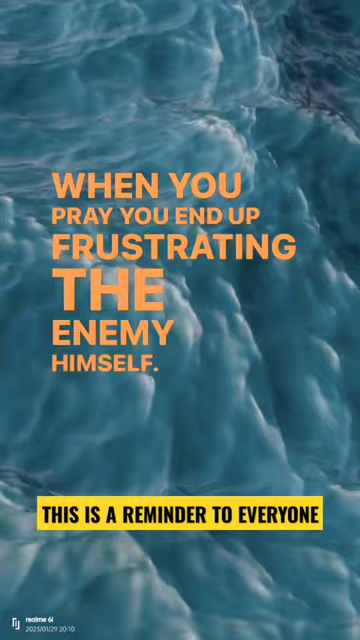 WHEN YOU
PRAY YOU END UP
FRUSTRATING
THE
ENEMY
HIMSELF.
THIS IS A REMINDER TO EVERYONE
realme 6i
2025/01/29 20:10